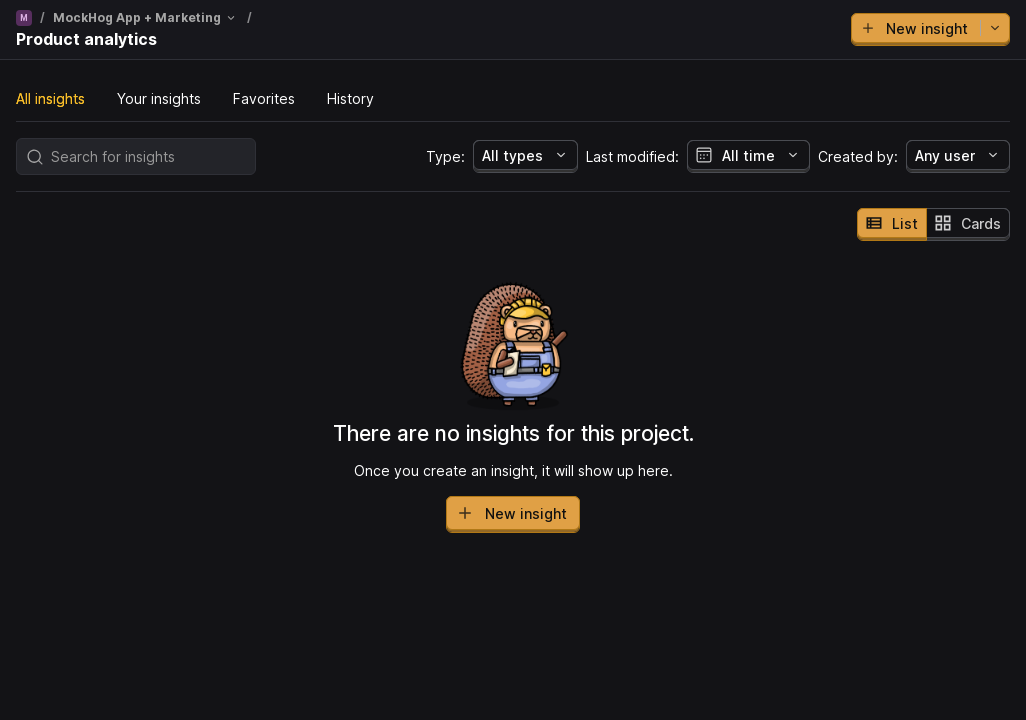 M / MockHog App + Marketing /
Product analytics
New insight
All insights Your insights Favorites History
Search for insights Type: All types Last modified: All time Created by: Any user
List Cards
There are no insights for this project.
Once you create an insight, it will show up here.
New insight